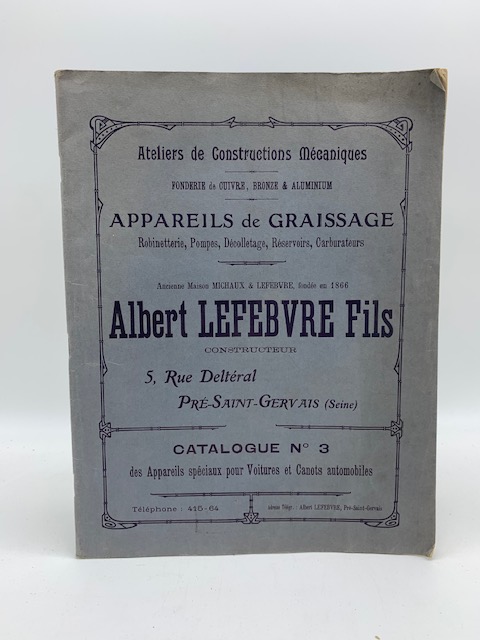 Ateliers de Constructions Mécaniques
FONDERIE de CUIVRE, BRONZE & ALUMINIUM
APPAREILS de GRAISSAGE
Robinetterie, Pompes, Décolletage, Réservoirs, Carburateurs
Ancienne Maison MICHAUX & LEFEBVRE, fondée en 1866
Albert LEFEBVRE Fils
CONSTRUCTEUR
5, Rue Deltéral
PRÉ-SAINT-GERVAIS (Seine)
CATALOGUE N° 3
des Appareils spéciaux pour Voitures et Canots automobiles
Téléphone : 415-64
Adresse Télégr. : Albert LEFEBVRE, Pré-Saint-Gervais